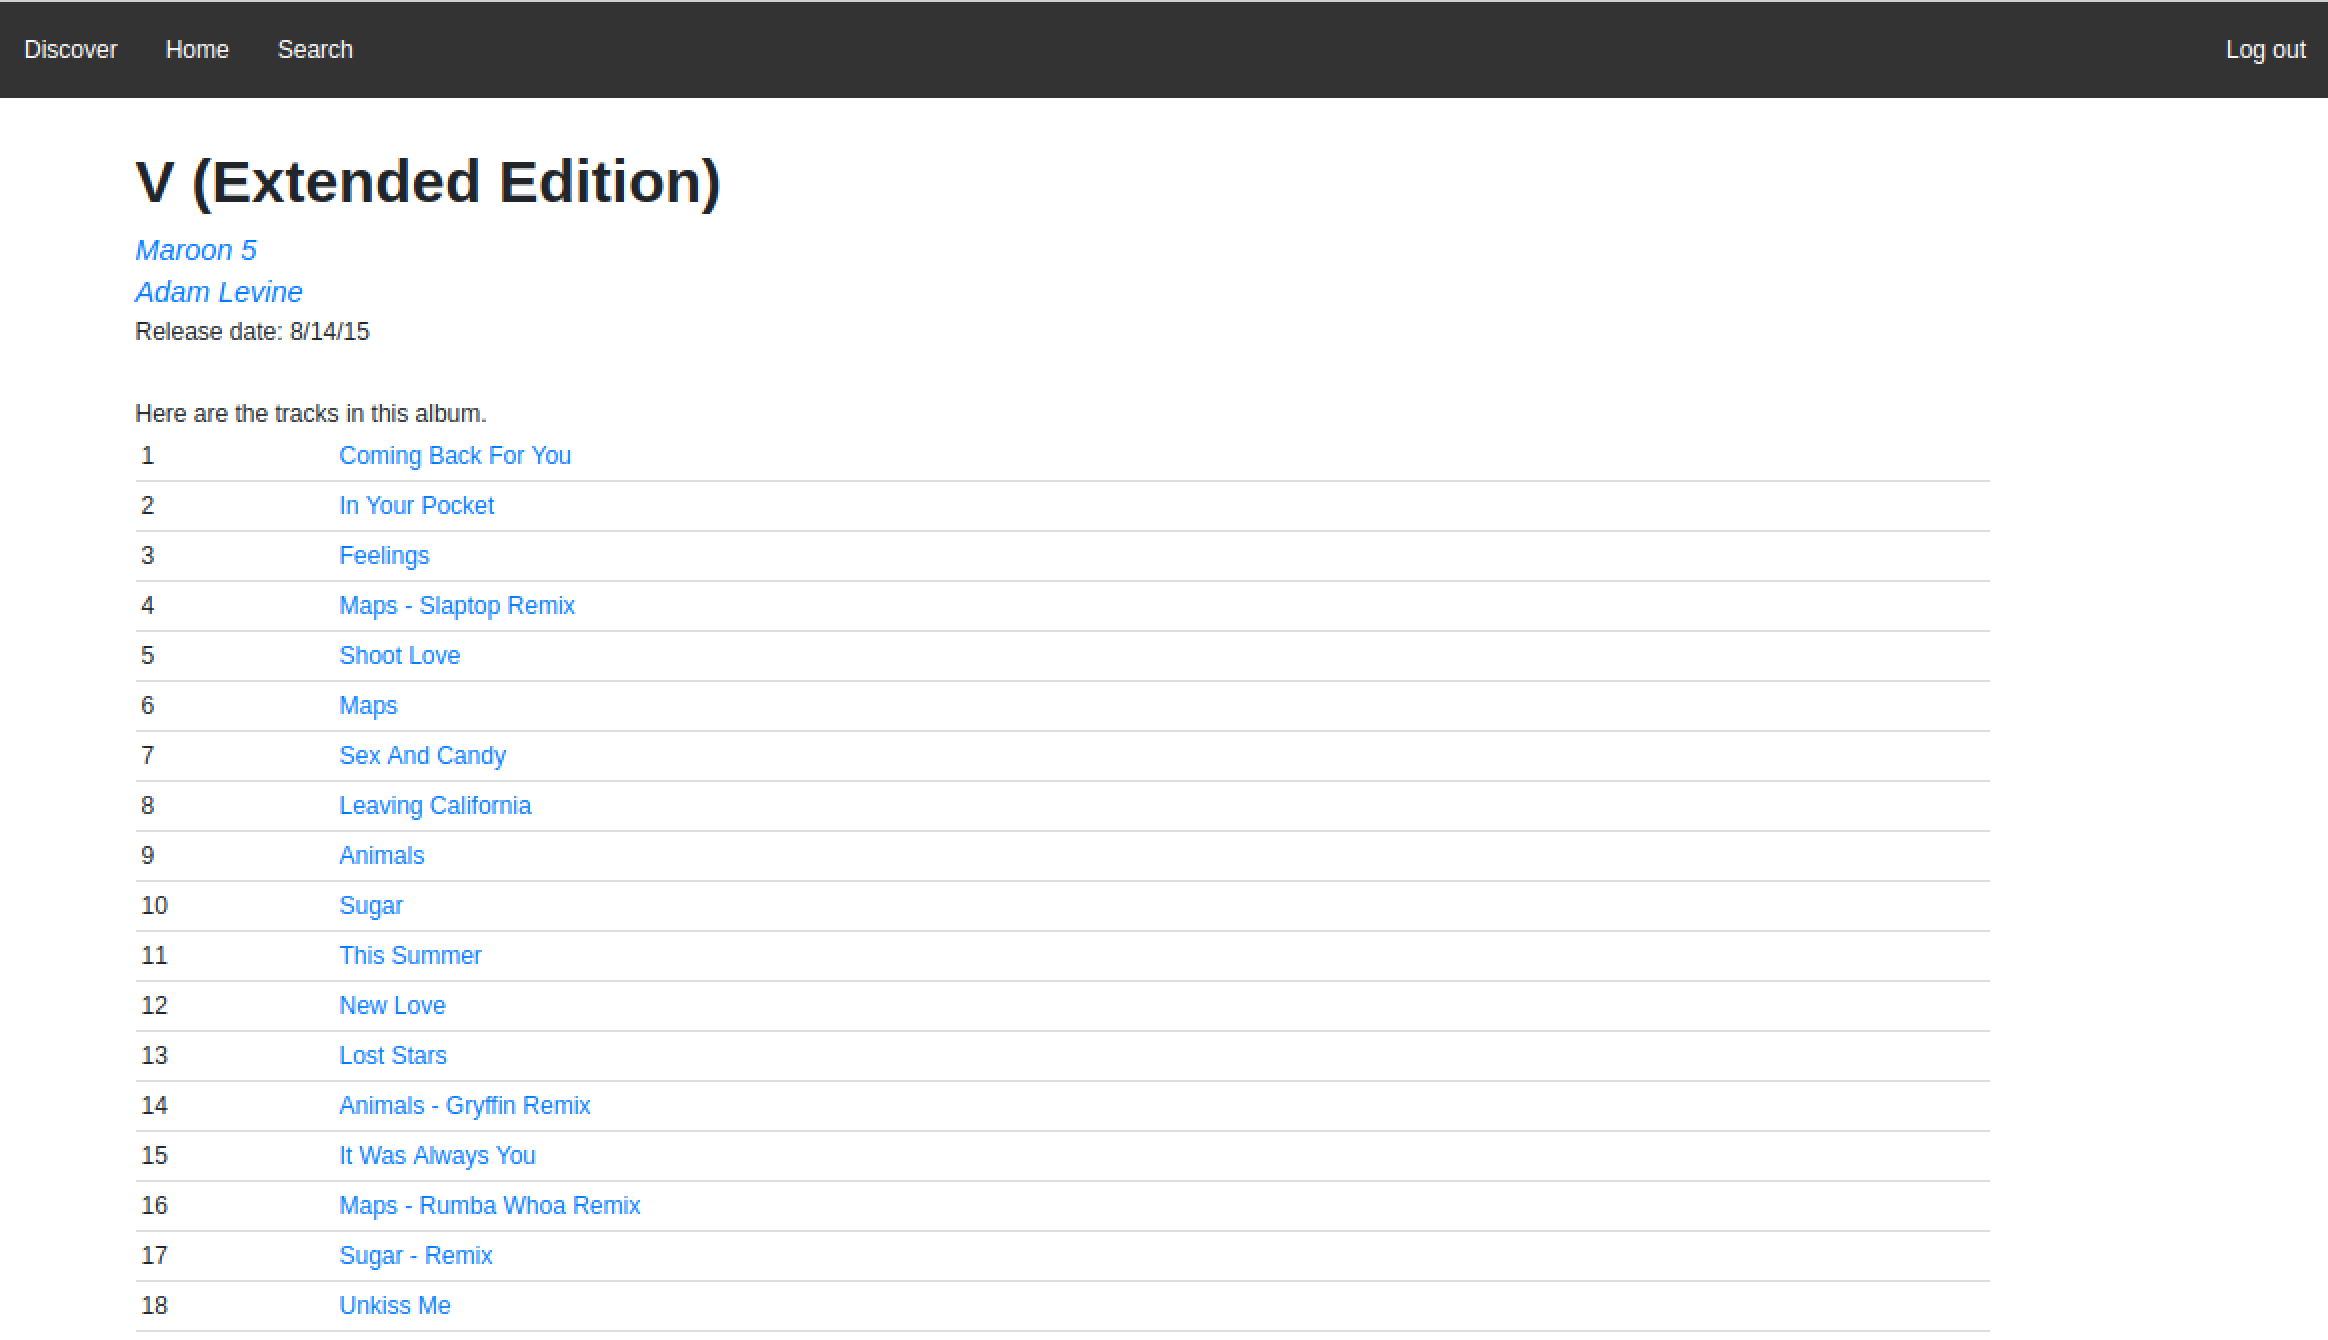 Discover Home Search Log out
V (Extended Edition)
Maroon 5
Adam Levine
Release date: 8/14/15
Here are the tracks in this album.
1 Coming Back For You
2 In Your Pocket
3 Feelings
4 Maps - Slaptop Remix
5 Shoot Love
6 Maps
7 Sex And Candy
8 Leaving California
9 Animals
10 Sugar
11 This Summer
12 New Love
13 Lost Stars
14 Animals - Gryffin Remix
15 It Was Always You
16 Maps - Rumba Whoa Remix
17 Sugar - Remix
18 Unkiss Me